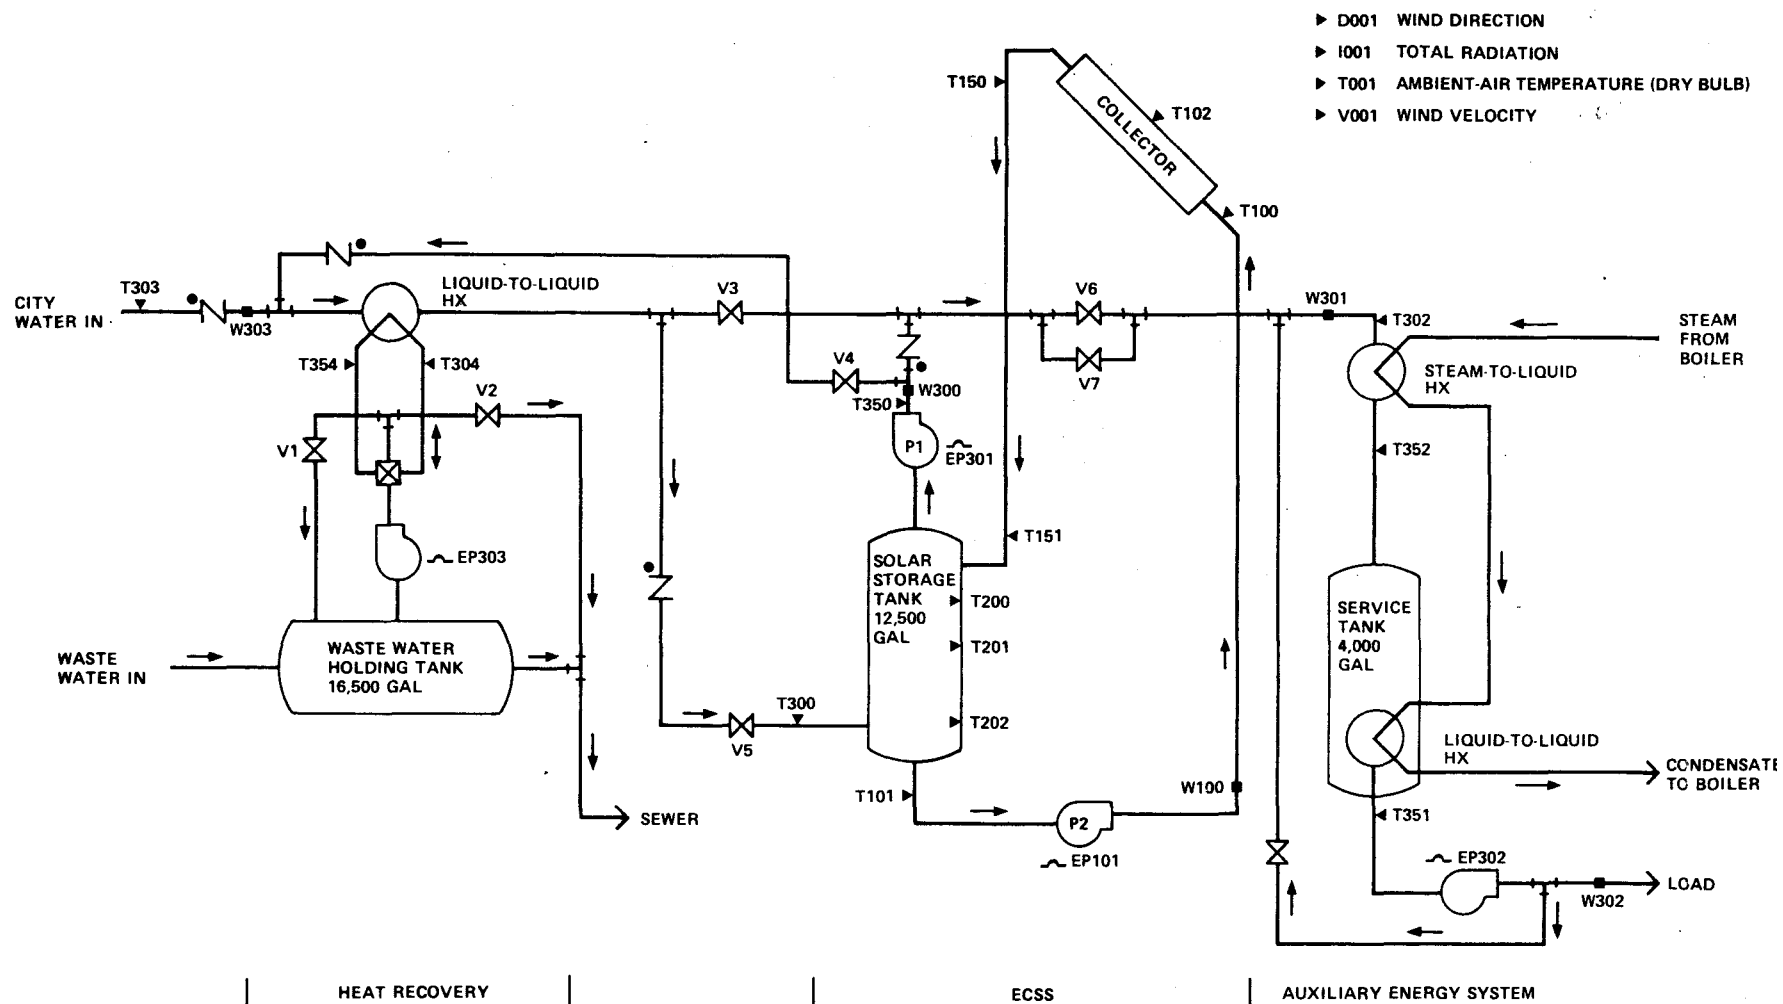 ▶ D001 WIND DIRECTION
▶ I001 TOTAL RADIATION
▶ T001 AMBIENT-AIR TEMPERATURE (DRY BULB)
▶ V001 WIND VELOCITY
T150
COLLECTOR
T102
T100
T303
CITY
WATER IN
W303
LIQUID-TO-LIQUID
HX
V3
V6
V7
W301
T302
STEAM
FROM
BOILER
STEAM-TO-LIQUID
HX
T354
T304
V4
W300
T350
V2
V1
P1
EP301
T352
EP303
T151
SOLAR
STORAGE
TANK
12,500
GAL
T200
T201
T202
SERVICE
TANK
4,000
GAL
WASTE
WATER IN
WASTE WATER
HOLDING TANK
16,500 GAL
T300
V5
LIQUID-TO-LIQUID
HX
CONDENSATE
TO BOILER
T101
W100
P2
EP101
SEWER
T351
EP302
LOAD
W302
HEAT RECOVERY
ECSS
AUXILIARY ENERGY SYSTEM